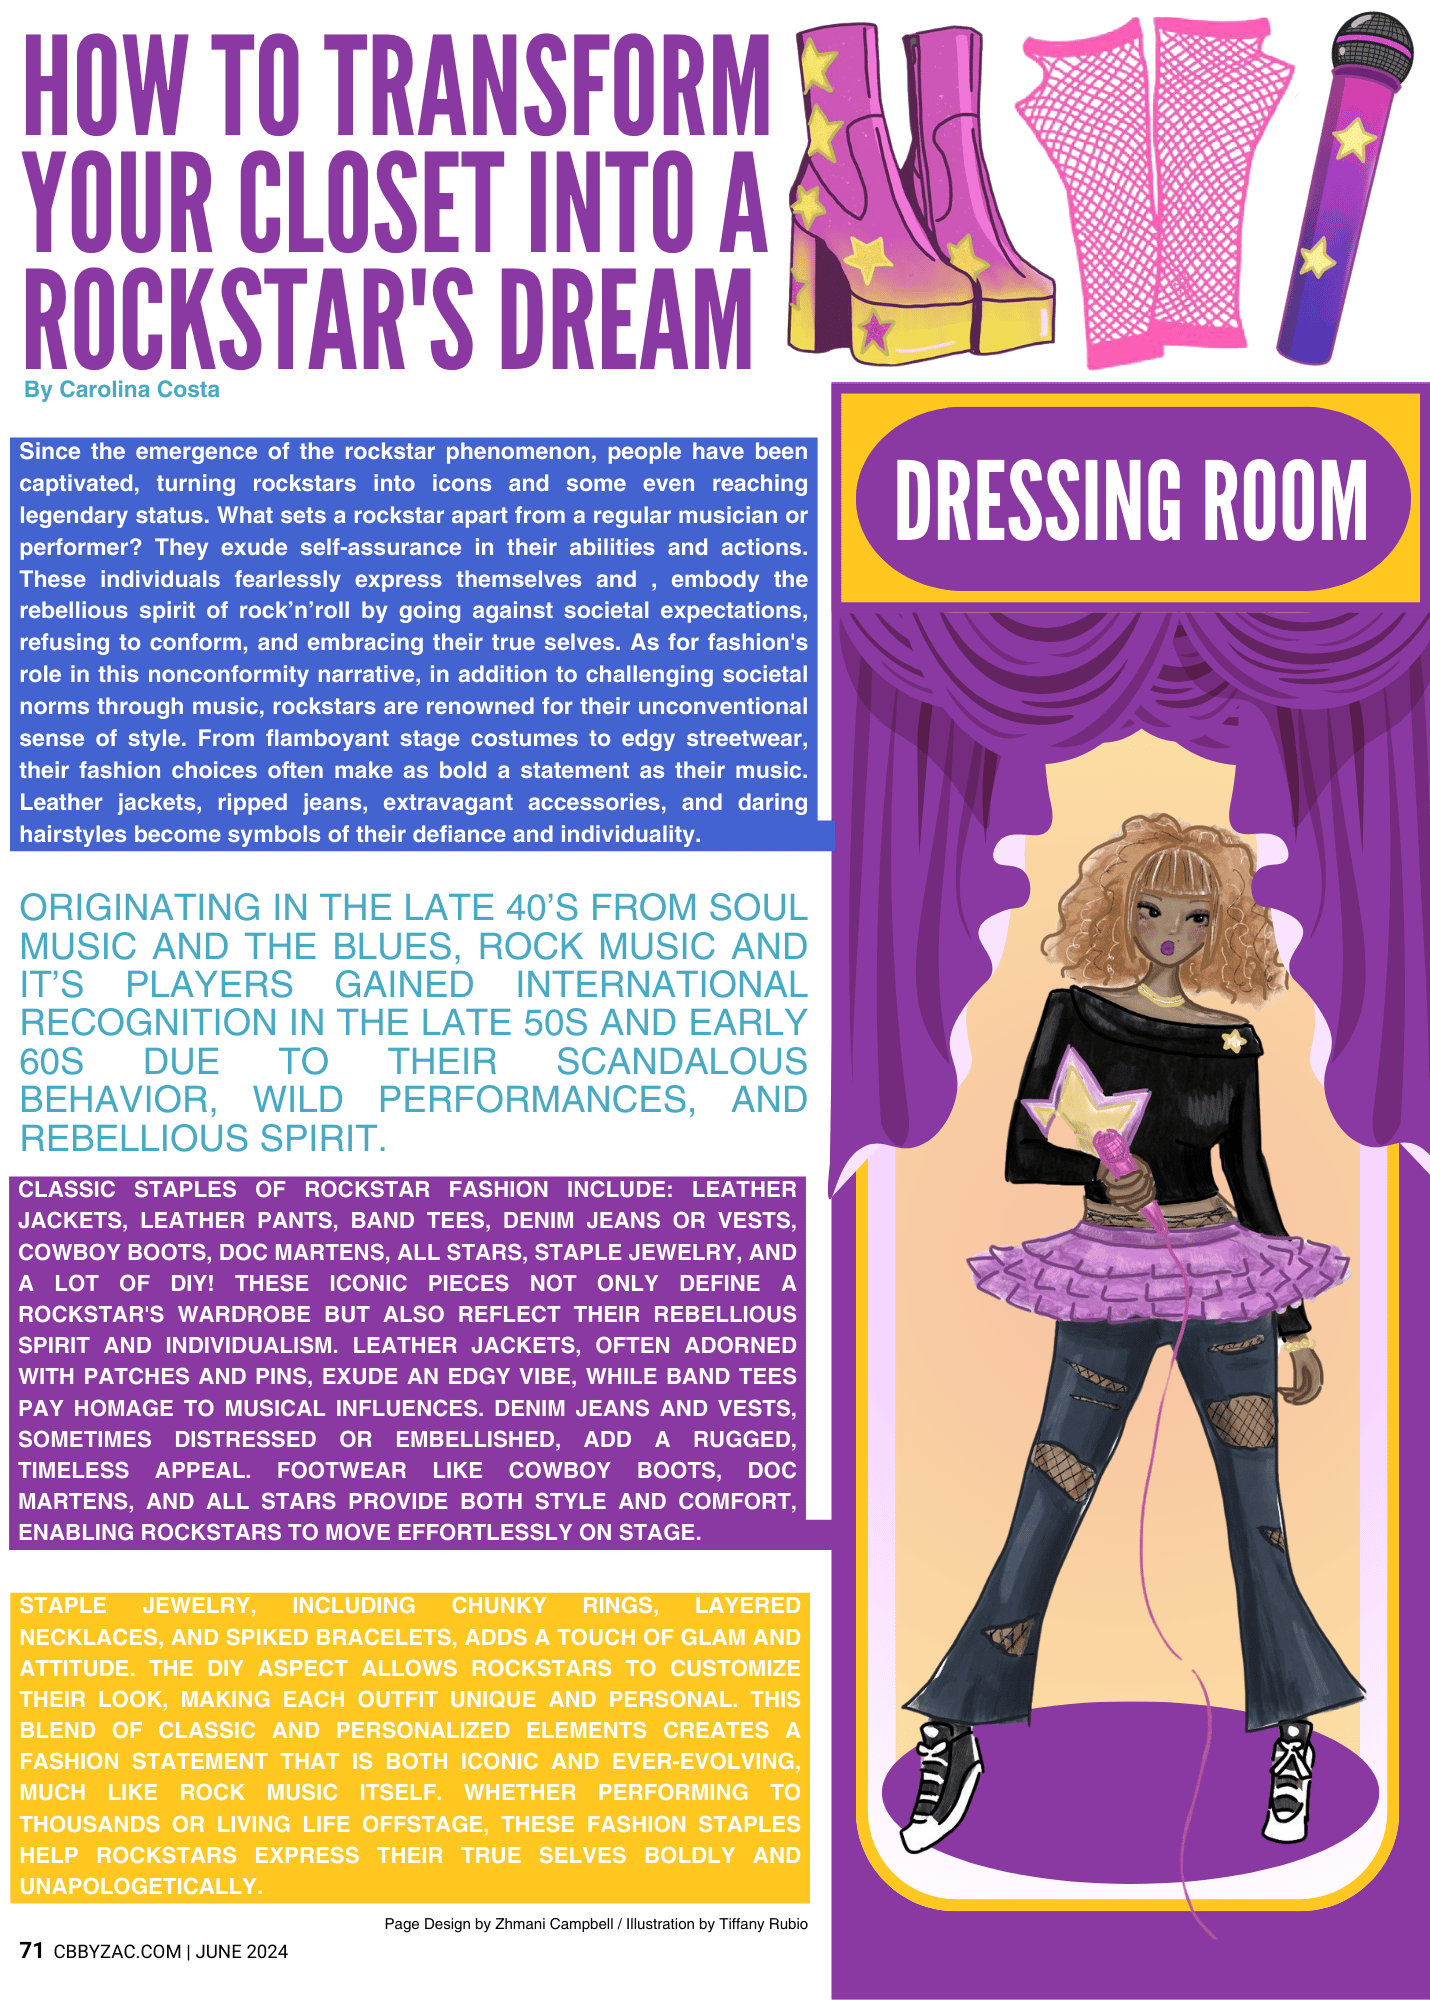 HOW TO TRANSFORM
YOUR CLOSET INTO A
ROCKSTAR'S DREAM
By Carolina Costa
Since the emergence of the rockstar phenomenon, people have been
captivated, turning rockstars into icons and some even reaching
legendary status. What sets a rockstar apart from a regular musician or
performer? They exude self-assurance in their abilities and actions.
These individuals fearlessly express themselves and , embody the
rebellious spirit of rock’n’roll by going against societal expectations,
refusing to conform, and embracing their true selves. As for fashion's
role in this nonconformity narrative, in addition to challenging societal
norms through music, rockstars are renowned for their unconventional
sense of style. From flamboyant stage costumes to edgy streetwear,
their fashion choices often make as bold a statement as their music.
Leather jackets, ripped jeans, extravagant accessories, and daring
hairstyles become symbols of their defiance and individuality.
ORIGINATING IN THE LATE 40’S FROM SOUL
MUSIC AND THE BLUES, ROCK MUSIC AND
IT’S PLAYERS GAINED INTERNATIONAL
RECOGNITION IN THE LATE 50S AND EARLY
60S DUE TO THEIR SCANDALOUS
BEHAVIOR, WILD PERFORMANCES, AND
REBELLIOUS SPIRIT.
CLASSIC STAPLES OF ROCKSTAR FASHION INCLUDE: LEATHER
JACKETS, LEATHER PANTS, BAND TEES, DENIM JEANS OR VESTS,
COWBOY BOOTS, DOC MARTENS, ALL STARS, STAPLE JEWELRY, AND
A LOT OF DIY! THESE ICONIC PIECES NOT ONLY DEFINE A
ROCKSTAR'S WARDROBE BUT ALSO REFLECT THEIR REBELLIOUS
SPIRIT AND INDIVIDUALISM. LEATHER JACKETS, OFTEN ADORNED
WITH PATCHES AND PINS, EXUDE AN EDGY VIBE, WHILE BAND TEES
PAY HOMAGE TO MUSICAL INFLUENCES. DENIM JEANS AND VESTS,
SOMETIMES DISTRESSED OR EMBELLISHED, ADD A RUGGED,
TIMELESS APPEAL. FOOTWEAR LIKE COWBOY BOOTS, DOC
MARTENS, AND ALL STARS PROVIDE BOTH STYLE AND COMFORT,
ENABLING ROCKSTARS TO MOVE EFFORTLESSLY ON STAGE.
STAPLE JEWELRY, INCLUDING CHUNKY RINGS, LAYERED
NECKLACES, AND SPIKED BRACELETS, ADDS A TOUCH OF GLAM AND
ATTITUDE. THE DIY ASPECT ALLOWS ROCKSTARS TO CUSTOMIZE
THEIR LOOK, MAKING EACH OUTFIT UNIQUE AND PERSONAL. THIS
BLEND OF CLASSIC AND PERSONALIZED ELEMENTS CREATES A
FASHION STATEMENT THAT IS BOTH ICONIC AND EVER-EVOLVING,
MUCH LIKE ROCK MUSIC ITSELF. WHETHER PERFORMING TO
THOUSANDS OR LIVING LIFE OFFSTAGE, THESE FASHION STAPLES
HELP ROCKSTARS EXPRESS THEIR TRUE SELVES BOLDLY AND
UNAPOLOGETICALLY.
Page Design by Zhmani Campbell / Illustration by Tiffany Rubio
71 CBBYZAC.COM | JUNE 2024
DRESSING ROOM